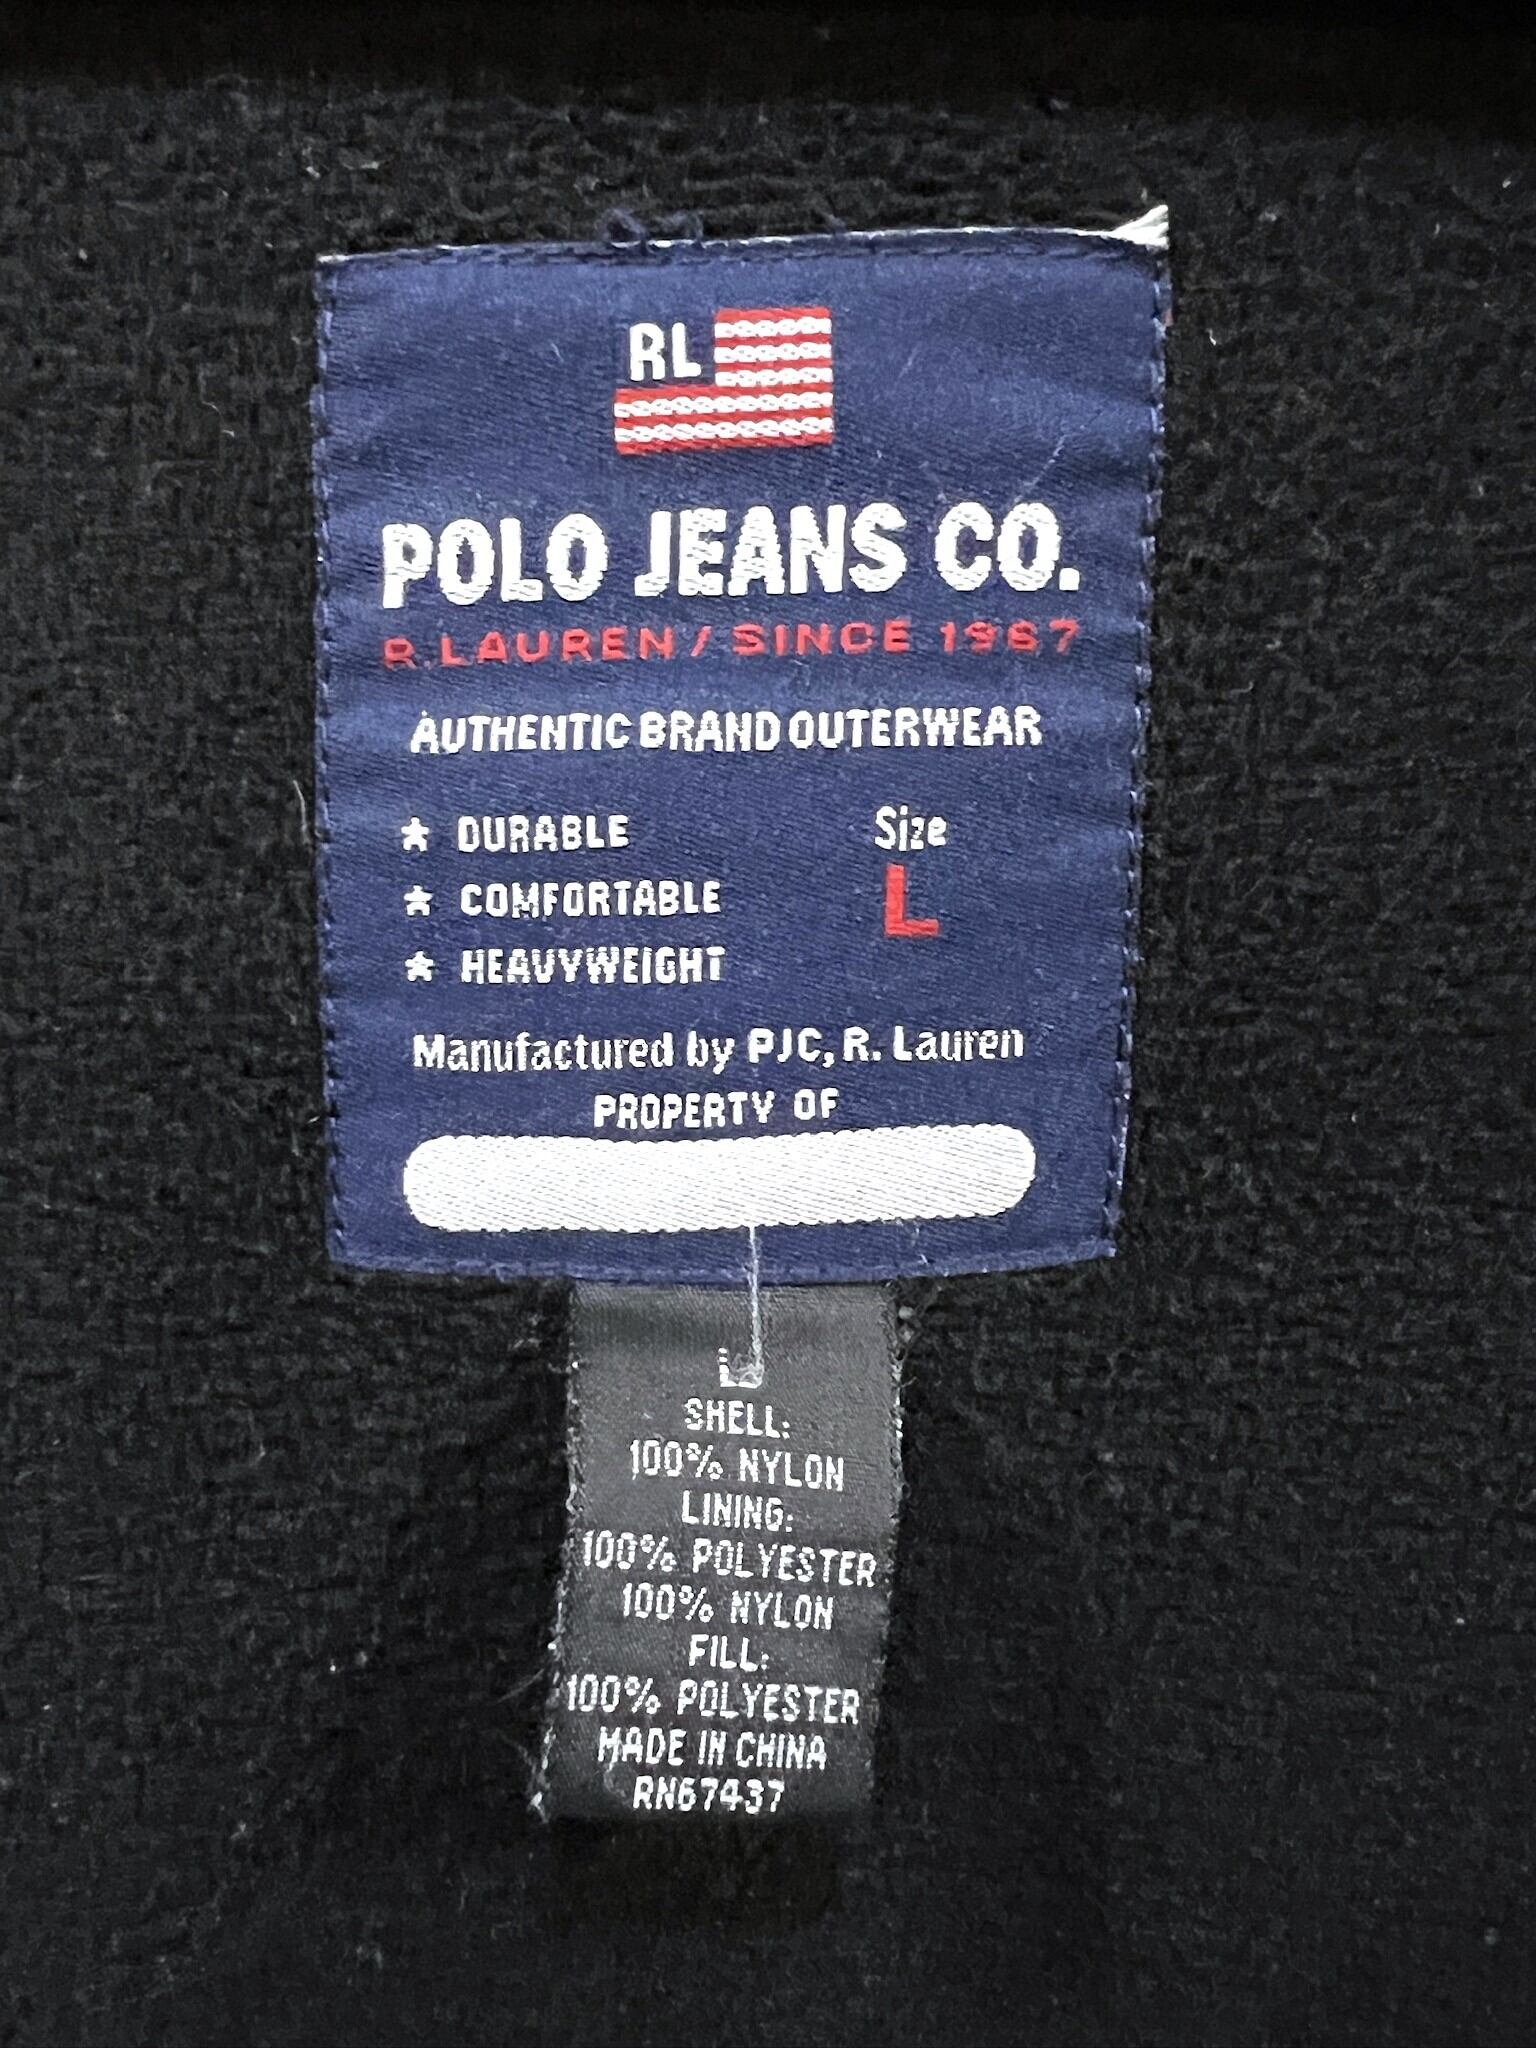 RL
POLO JEANS CO.
R.LAUREN / SINCE 1967
AUTHENTIC BRAND OUTERWEAR
★ DURABLE
★ COMFORTABLE
★ HEAVYWEIGHT
Size
L
Manufactured by PJC, R. Lauren
PROPERTY OF
L
SHELL:
100% NYLON
LINING:
100% POLYESTER
100% NYLON
FILL:
100% POLYESTER
MADE IN CHINA
RN67437